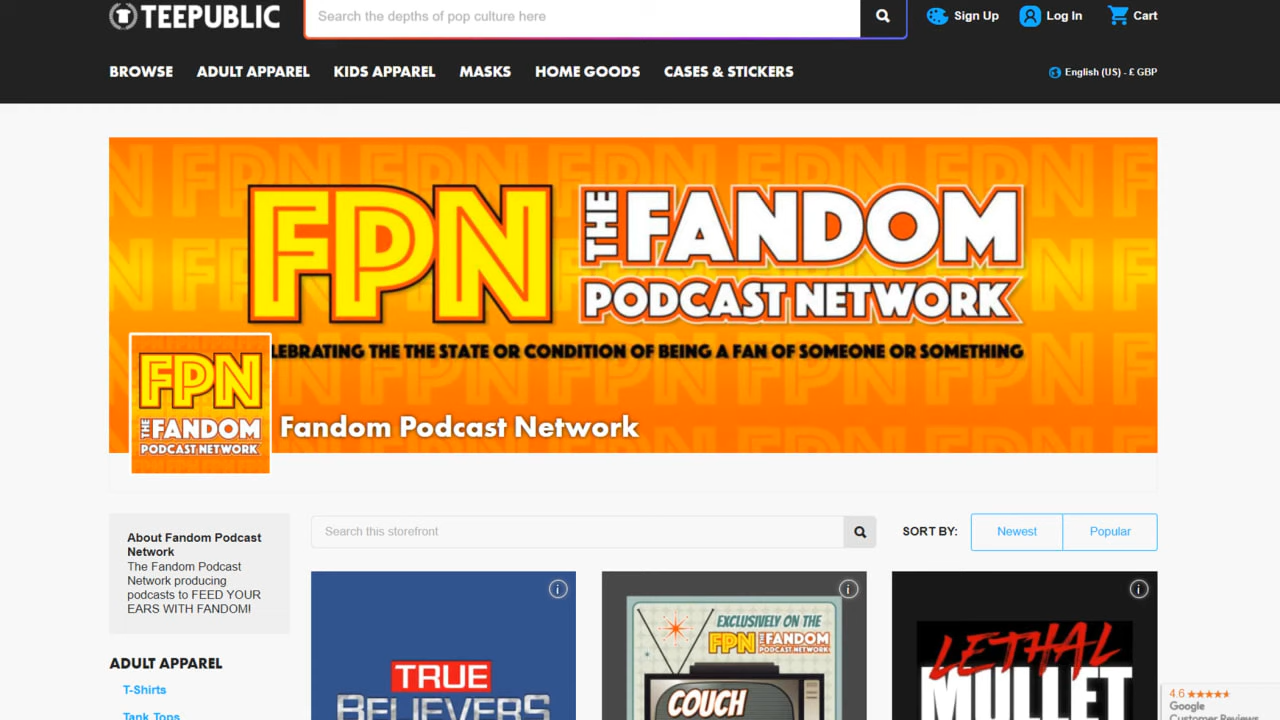 TEEPUBLIC
Search the depths of pop culture here
Sign Up
Log In
Cart
BROWSE ADULT APPAREL KIDS APPAREL MASKS HOME GOODS CASES & STICKERS
English (US) - £ GBP
FPN THE FANDOM
PODCAST NETWORK
LEBRATING THE THE STATE OR CONDITION OF BEING A FAN OF SOMEONE OR SOMETHING
FPN
THE FANDOM
PODCAST NETWORK
Fandom Podcast Network
About Fandom Podcast
Network
The Fandom Podcast
Network producing
podcasts to FEED YOUR
EARS WITH FANDOM!
Search this storefront
SORT BY: Newest Popular
ADULT APPAREL
T-Shirts
Tank Tops
TRUE
BELIEVERS
EXCLUSIVELY ON THE
FPN THE FANDOM
PODCAST NETWORK
COUCH
LETHAL
MULLET
4.6
Google
Customer Reviews